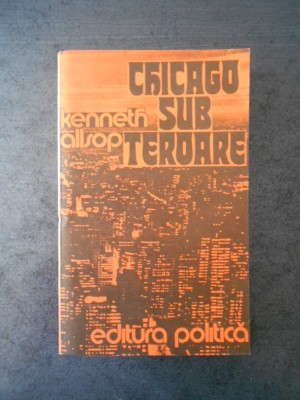 CHICAGO
SUB
TEROARE
kenneth
allsop
editura politică